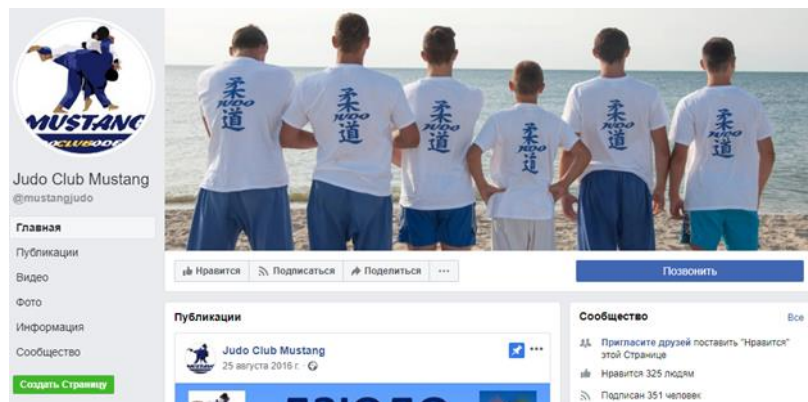 MUSTANG
Judo Club Mustang
@mustangjudo
Главная
Публикации
Видео
Фото
Информация
Сообщество
Создать Страницу
柔
JUDO
道
柔
JUDO
道
柔
JUDO
道
柔
JUDO
道
柔
JUDO
道
柔
JUDO
道
Нравится
Подписаться
Поделиться
Позвонить
Публикации
Judo Club Mustang
25 августа 2016 г.
Сообщество
Все
Пригласите друзей поставить "Нравится"
этой Странице
Нравится 325 людям
Подписан 351 человек